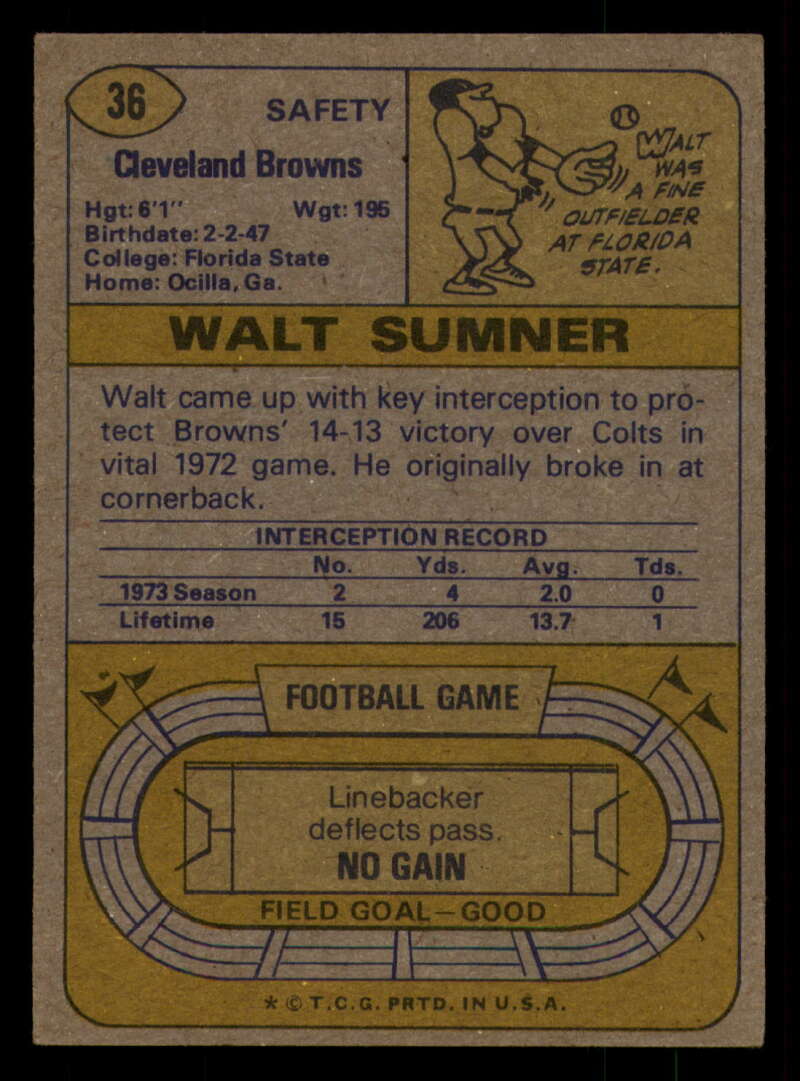 36
SAFETY
Cleveland Browns
Hgt: 6'1" Wgt: 195
Birthdate: 2-2-47
College: Florida State
Home: Ocilla, Ga.
WALT
WAS
A FINE
OUTFIELDER
AT FLORIDA
STATE.
WALT SUMNER
Walt came up with key interception to pro-
tect Browns' 14-13 victory over Colts in
vital 1972 game. He originally broke in at
cornerback.
INTERCEPTION RECORD
No. Yds. Avg. Tds.
1973 Season 2 4 2.0 0
Lifetime 15 206 13.7 1
FOOTBALL GAME
Linebacker
deflects pass.
NO GAIN
FIELD GOAL—GOOD
* © T.C.G. PRTD. IN U.S.A.